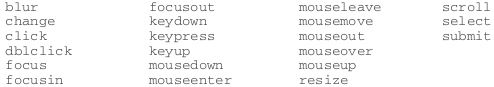 blur focusout mouseleave scroll
change keydown mousemove select
click keypress mouseout submit
dblclick keyup mouseover
focus mousedown mouseup
focusin mouseenter resize